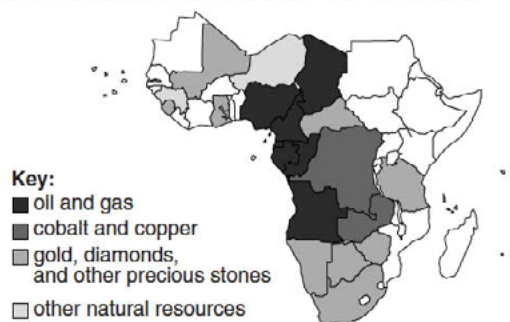 Key:
oil and gas
cobalt and copper
gold, diamonds,
and other precious stones
other natural resources